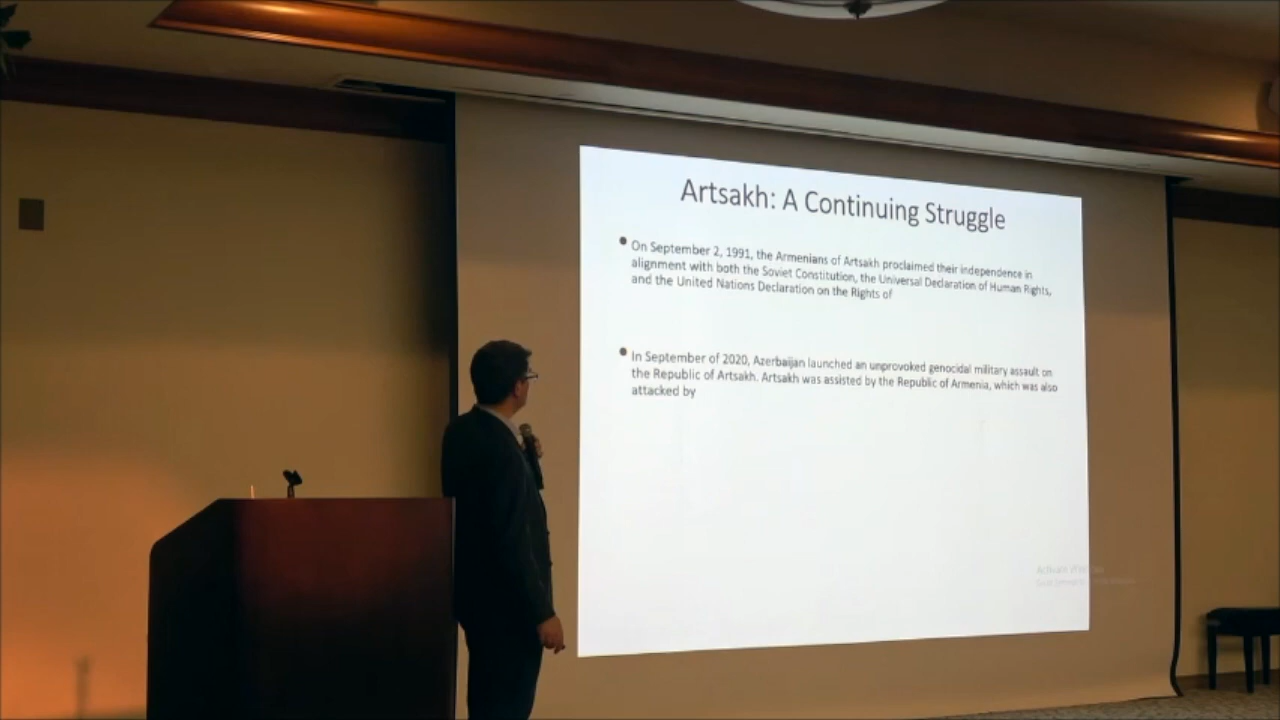 Artsakh: A Continuing Struggle
• On September 2, 1991, the Armenians of Artsakh proclaimed their independence in
alignment with both the Soviet Constitution, the Universal Declaration of Human Rights,
and the United Nations Declaration on the Rights of
• In September of 2020, Azerbaijan launched an unprovoked genocidal military assault on
the Republic of Artsakh. Artsakh was assisted by the Republic of Armenia, which was also
attacked by